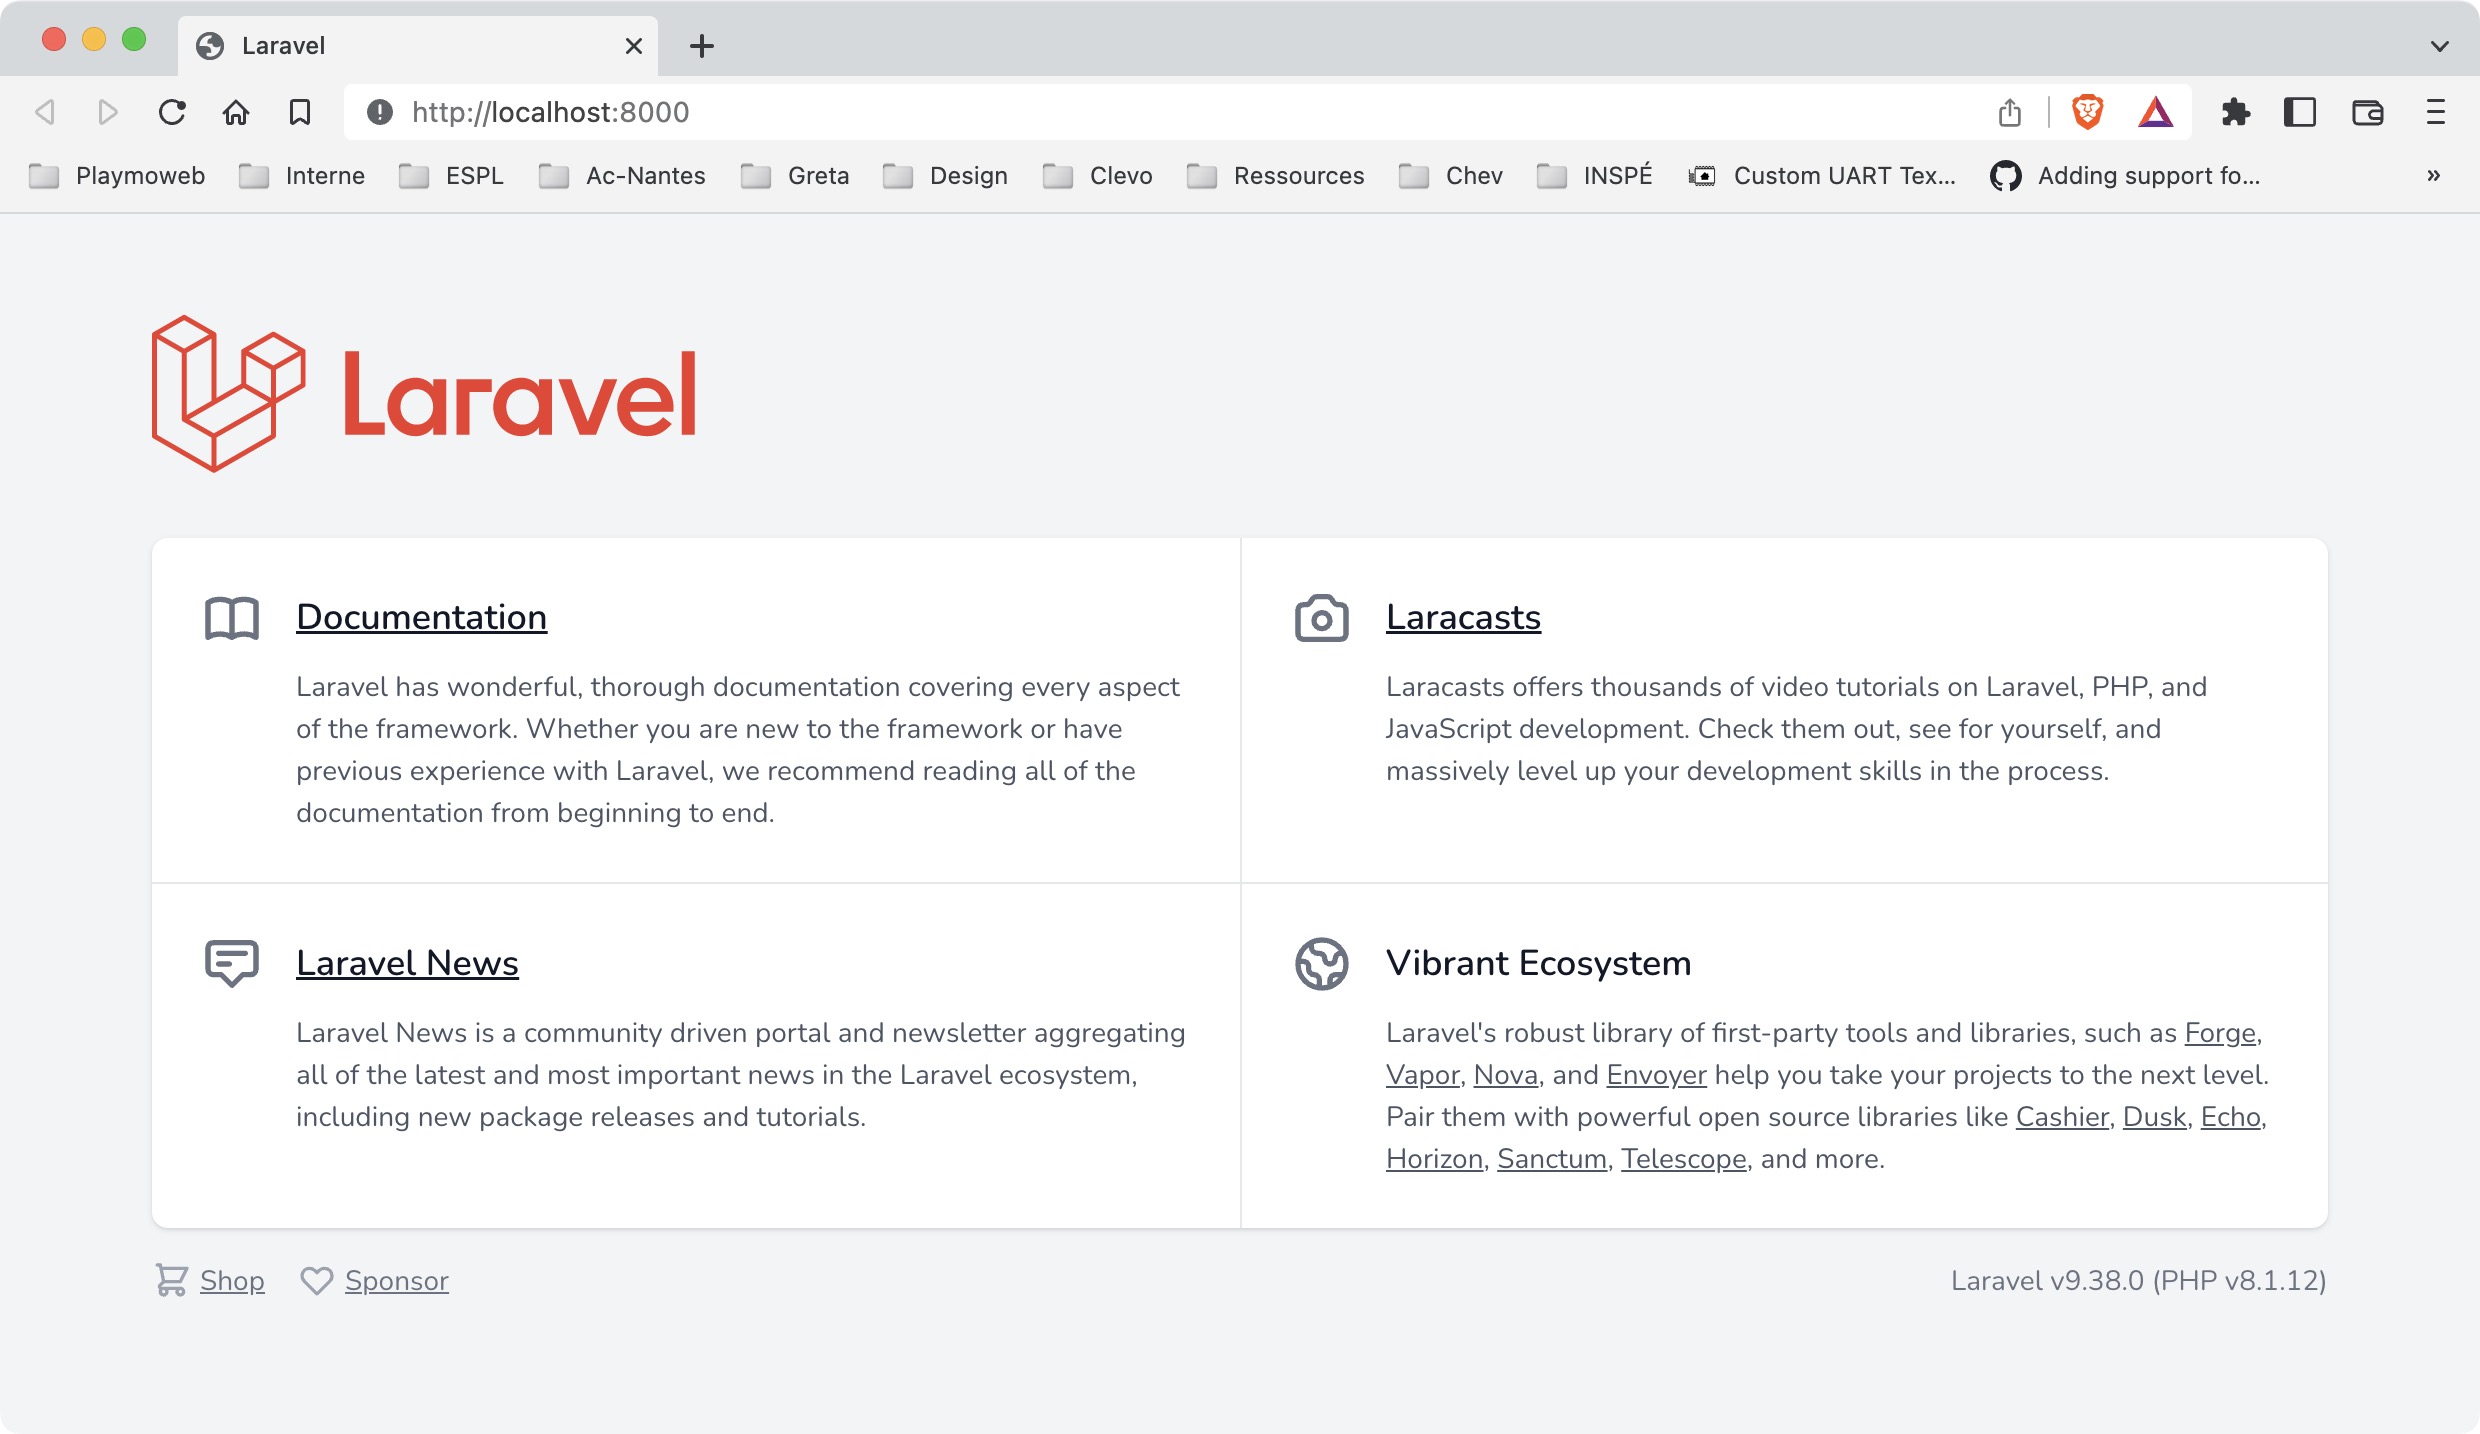 Laravel
http://localhost:8000
Playmoweb Interne ESPL Ac-Nantes Greta Design Clevo Ressources Chev INSPÉ Custom UART Tex... Adding support fo... »
Laravel
Documentation
Laravel has wonderful, thorough documentation covering every aspect
of the framework. Whether you are new to the framework or have
previous experience with Laravel, we recommend reading all of the
documentation from beginning to end.
Laracasts
Laracasts offers thousands of video tutorials on Laravel, PHP, and
JavaScript development. Check them out, see for yourself, and
massively level up your development skills in the process.
Laravel News
Laravel News is a community driven portal and newsletter aggregating
all of the latest and most important news in the Laravel ecosystem,
including new package releases and tutorials.
Vibrant Ecosystem
Laravel's robust library of first-party tools and libraries, such as Forge,
Vapor, Nova, and Envoyer help you take your projects to the next level.
Pair them with powerful open source libraries like Cashier, Dusk, Echo,
Horizon, Sanctum, Telescope, and more.
Shop Sponsor
Laravel v9.38.0 (PHP v8.1.12)